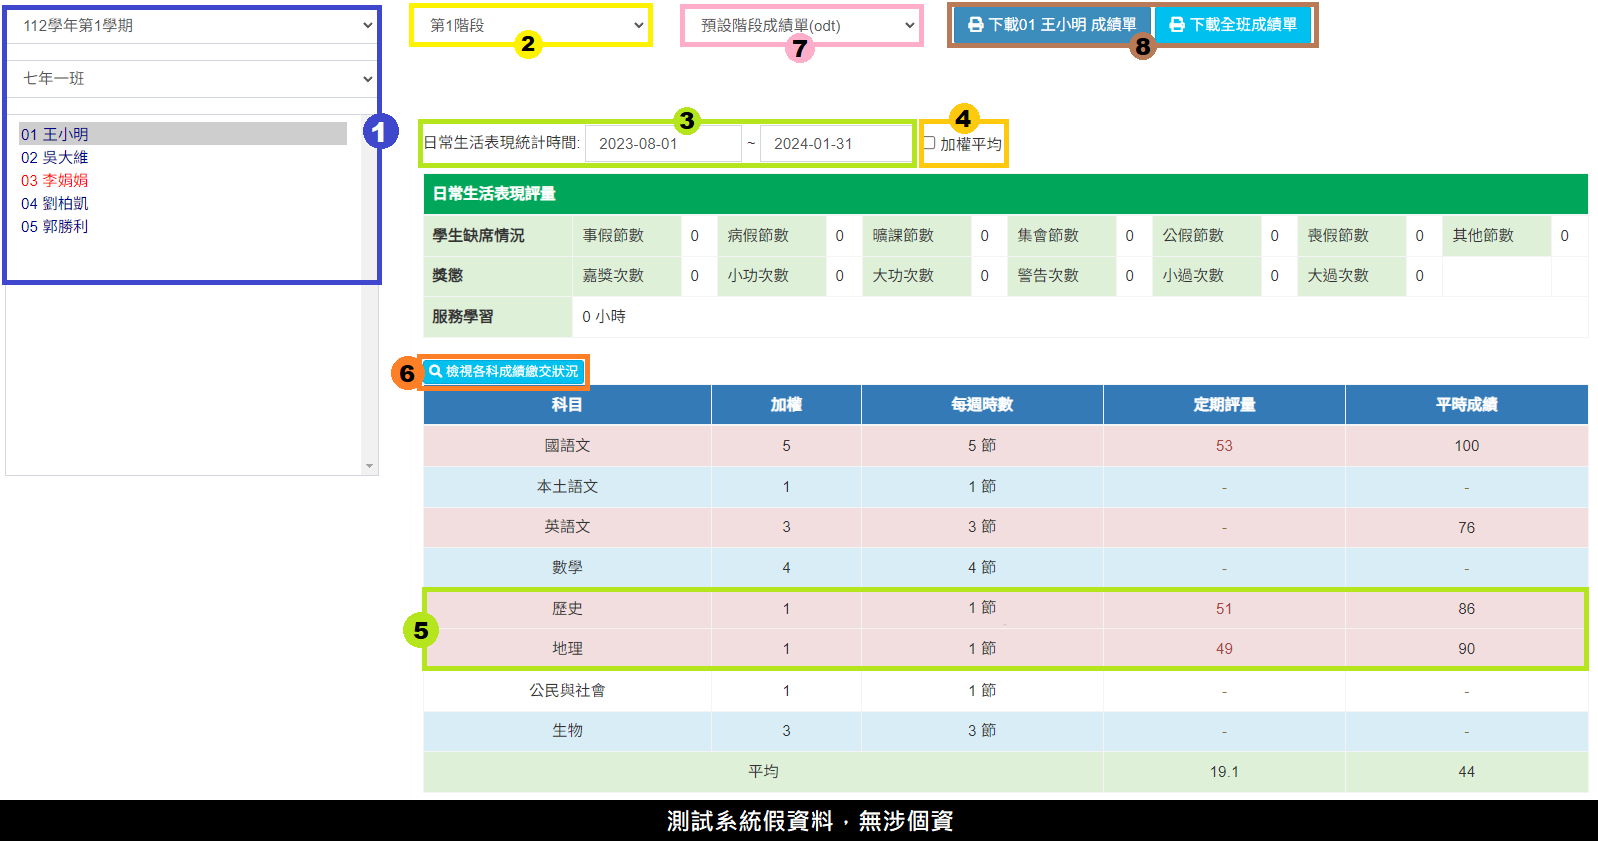 112學年第1學期
七年一班
01 王小明
02 吳大維
03 李娟娟
04 劉柏凱
05 郭勝利
1
第1階段
2
預設階段成績單(odt)
7
下載01 王小明 成績單
下載全班成績單
8
3
4
日常生活表現統計時間: 2023-08-01 ~ 2024-01-31
加權平均
日常生活表現評量
學生缺席情況 事假節數 0 病假節數 0 曠課節數 0 集會節數 0 公假節數 0 喪假節數 0 其他節數 0
獎懲 嘉獎次數 0 小功次數 0 大功次數 0 警告次數 0 小過次數 0 大過次數 0
服務學習 0 小時
6
檢視各科成績繳交狀況
科目 加權 每週時數 定期評量 平時成績
國語文 5 5 節 53 100
本土語文 1 1 節 - -
英語文 3 3 節 - 76
數學 4 4 節 - -
5
歷史 1 1 節 51 86
地理 1 1 節 49 90
公民與社會 1 1 節 - -
生物 3 3 節 - -
平均 19.1 44
測試系統假資料，無涉個資